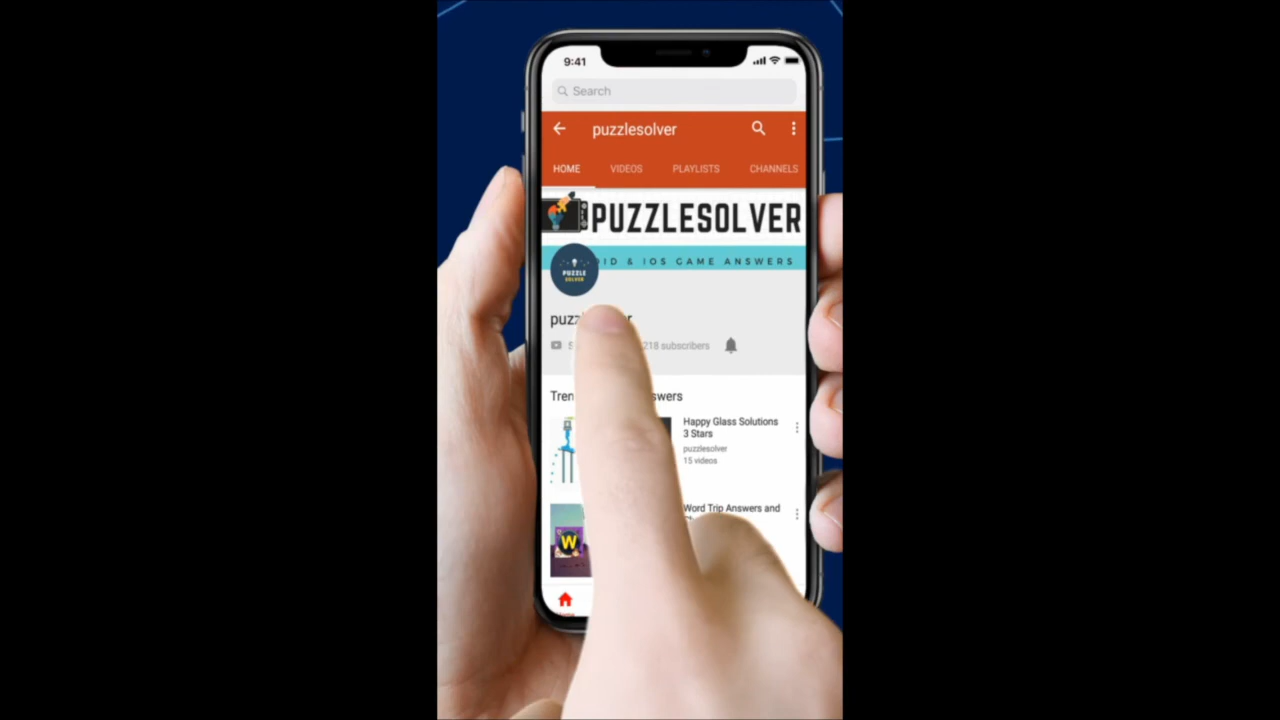 9:41
Search
puzzlesolver
HOME VIDEOS PLAYLISTS CHANNELS
PUZZLESOLVER
& IOS GAME ANSWERS
PUZZLE
SOLVER
218 subscribers
Happy Glass Solutions
3 Stars
puzzlesolver
15 videos
Word Trip Answers and
W